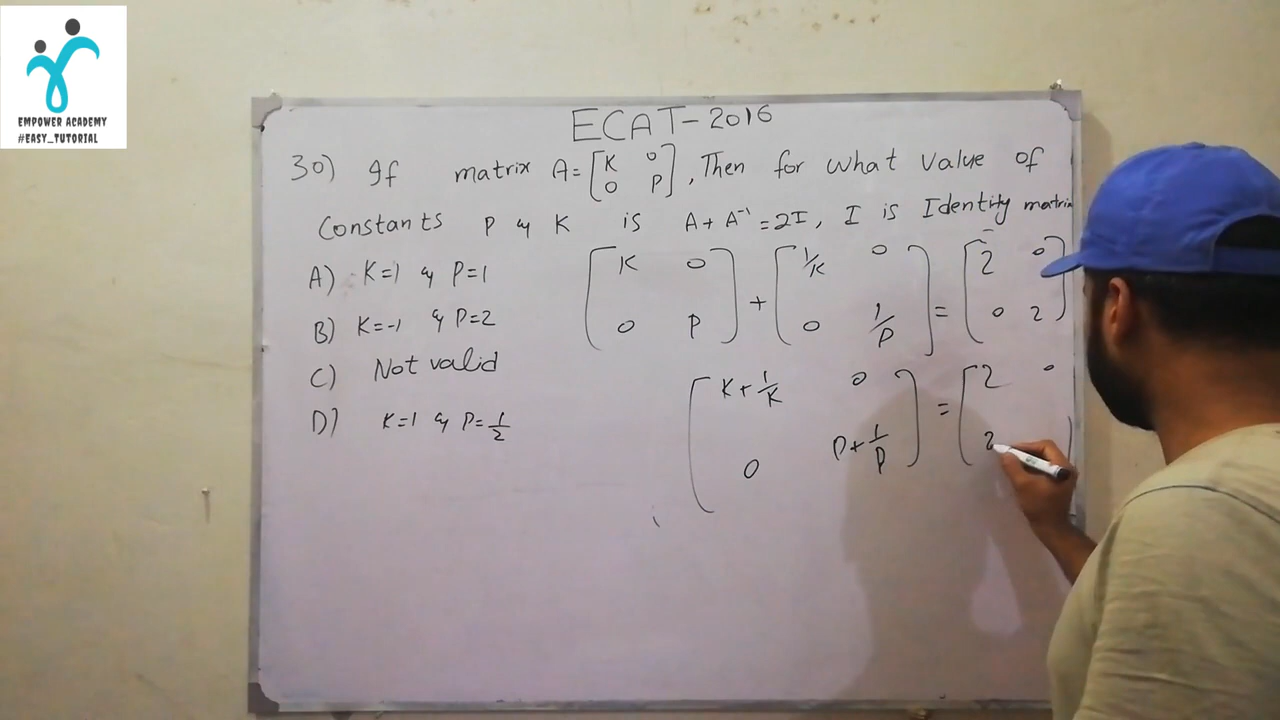 EMPOWER ACADEMY
#EASY_TUTORIAL
ECAT-2016
30) If matrix A=[K 0
0 P], Then for what value of
Constants P & K is A+A⁻¹=2I, I is Identity matrix
A) K=1 & P=1
B) K=-1 & P=2
C) Not valid
D) K=1 & P=1/2
[K 0
0 P] + [1/K 0
0 1/P] = [2 0
0 2]
[K+1/K 0
0 P+1/P] = [2 0
2